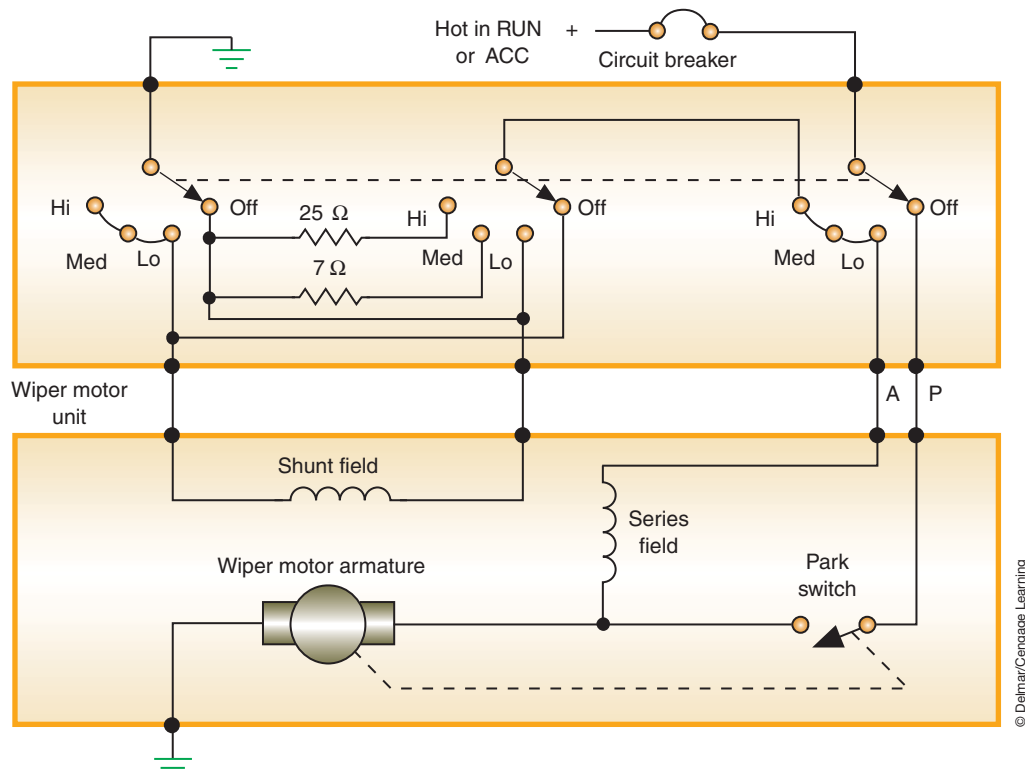 Hot in RUN
or ACC
+
Circuit breaker
Hi
Med
Lo
Off
25 Ω
7 Ω
Hi
Med
Lo
Off
Hi
Med
Lo
Off
Wiper motor
unit
A
P
Shunt field
Series
field
Wiper motor armature
Park
switch
© Delmar/Cengage Learning